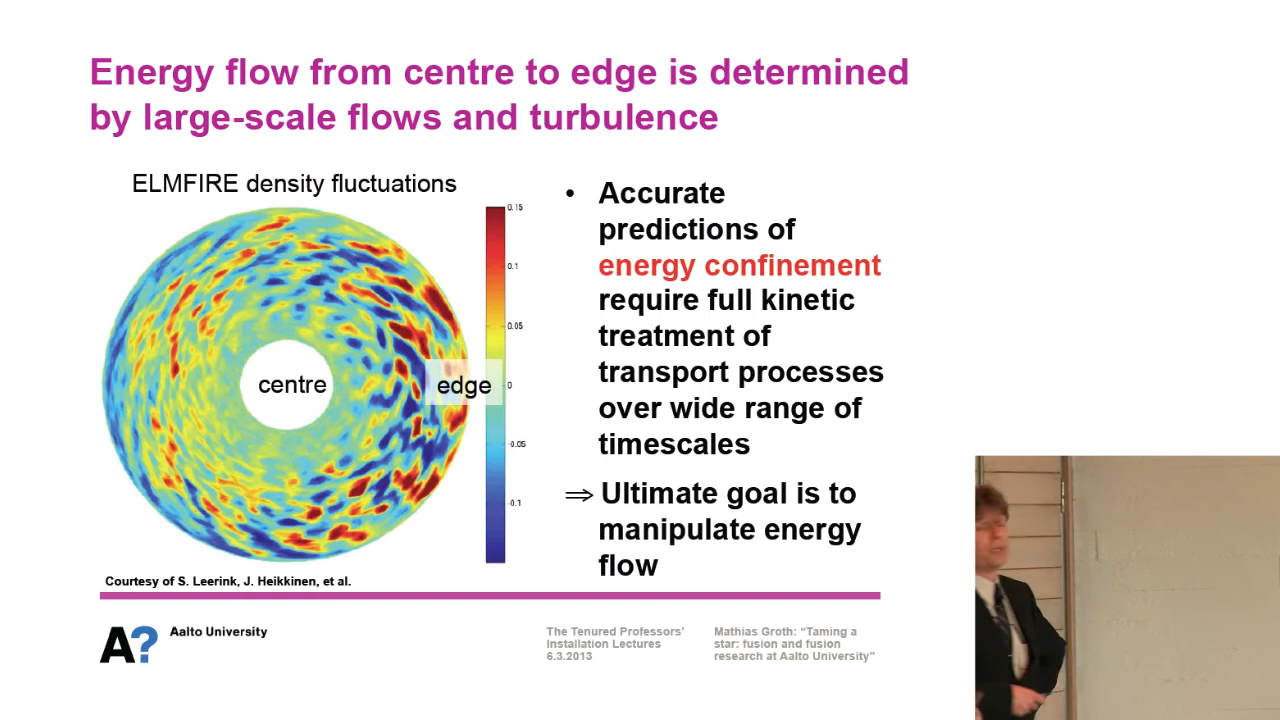 Energy flow from centre to edge is determined
by large-scale flows and turbulence
ELMFIRE density fluctuations
0.15
0.1
0.05
0
-0.05
-0.1
centre
edge
Courtesy of S. Leerink, J. Heikkinen, et al.
• Accurate
predictions of
energy confinement
require full kinetic
treatment of
transport processes
over wide range of
timescales
⇒ Ultimate goal is to
manipulate energy
flow
A?
Aalto University
The Tenured Professors'
Installation Lectures
6.3.2013
Mathias Groth: “Taming a
star: fusion and fusion
research at Aalto University”